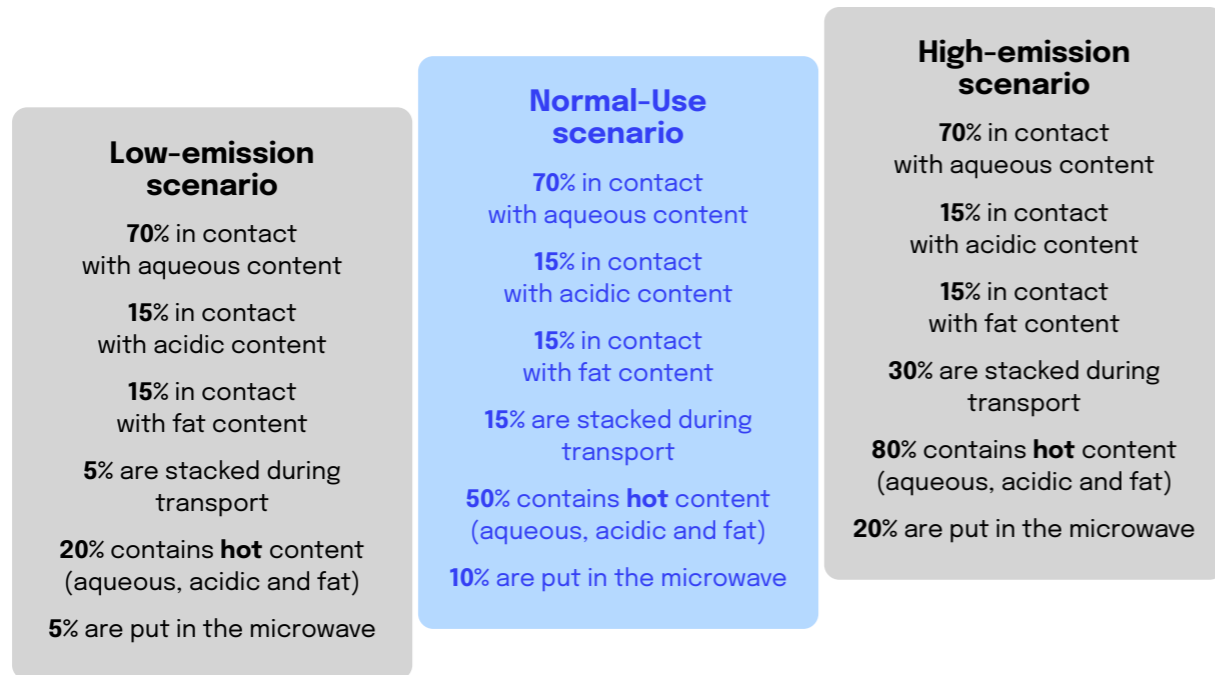 Low-emission
scenario
70% in contact
with aqueous content
15% in contact
with acidic content
15% in contact
with fat content
5% are stacked during
transport
20% contains hot content
(aqueous, acidic and fat)
5% are put in the microwave
Normal-Use
scenario
70% in contact
with aqueous content
15% in contact
with acidic content
15% in contact
with fat content
15% are stacked during
transport
50% contains hot content
(aqueous, acidic and fat)
10% are put in the microwave
High-emission
scenario
70% in contact
with aqueous content
15% in contact
with acidic content
15% in contact
with fat content
30% are stacked during
transport
80% contains hot content
(aqueous, acidic and fat)
20% are put in the microwave